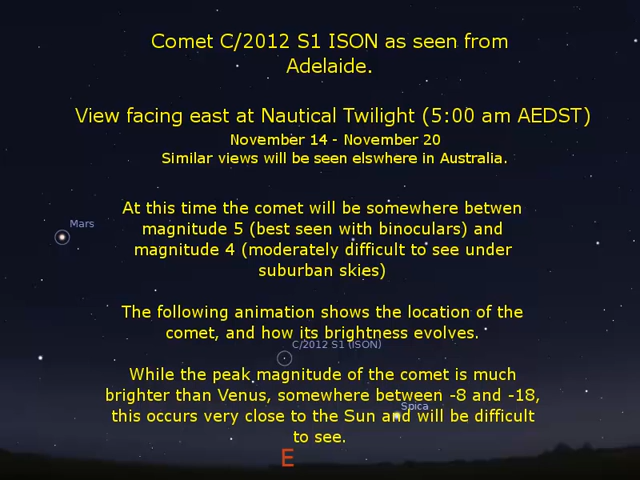 Comet C/2012 S1 ISON as seen from
Adelaide.
View facing east at Nautical Twilight (5:00 am AEDST)
November 14 - November 20
Similar views will be seen elswhere in Australia.
At this time the comet will be somewhere betwen
Mars
magnitude 5 (best seen with binoculars) and
magnitude 4 (moderately difficult to see under
suburban skies)
The following animation shows the location of the
comet, and how its brightness evolves.
C/2012 S1 (ISON)
While the peak magnitude of the comet is much
brighter than Venus, somewhere between -8 and -18,
Spica
this occurs very close to the Sun and will be difficult
to see.
E